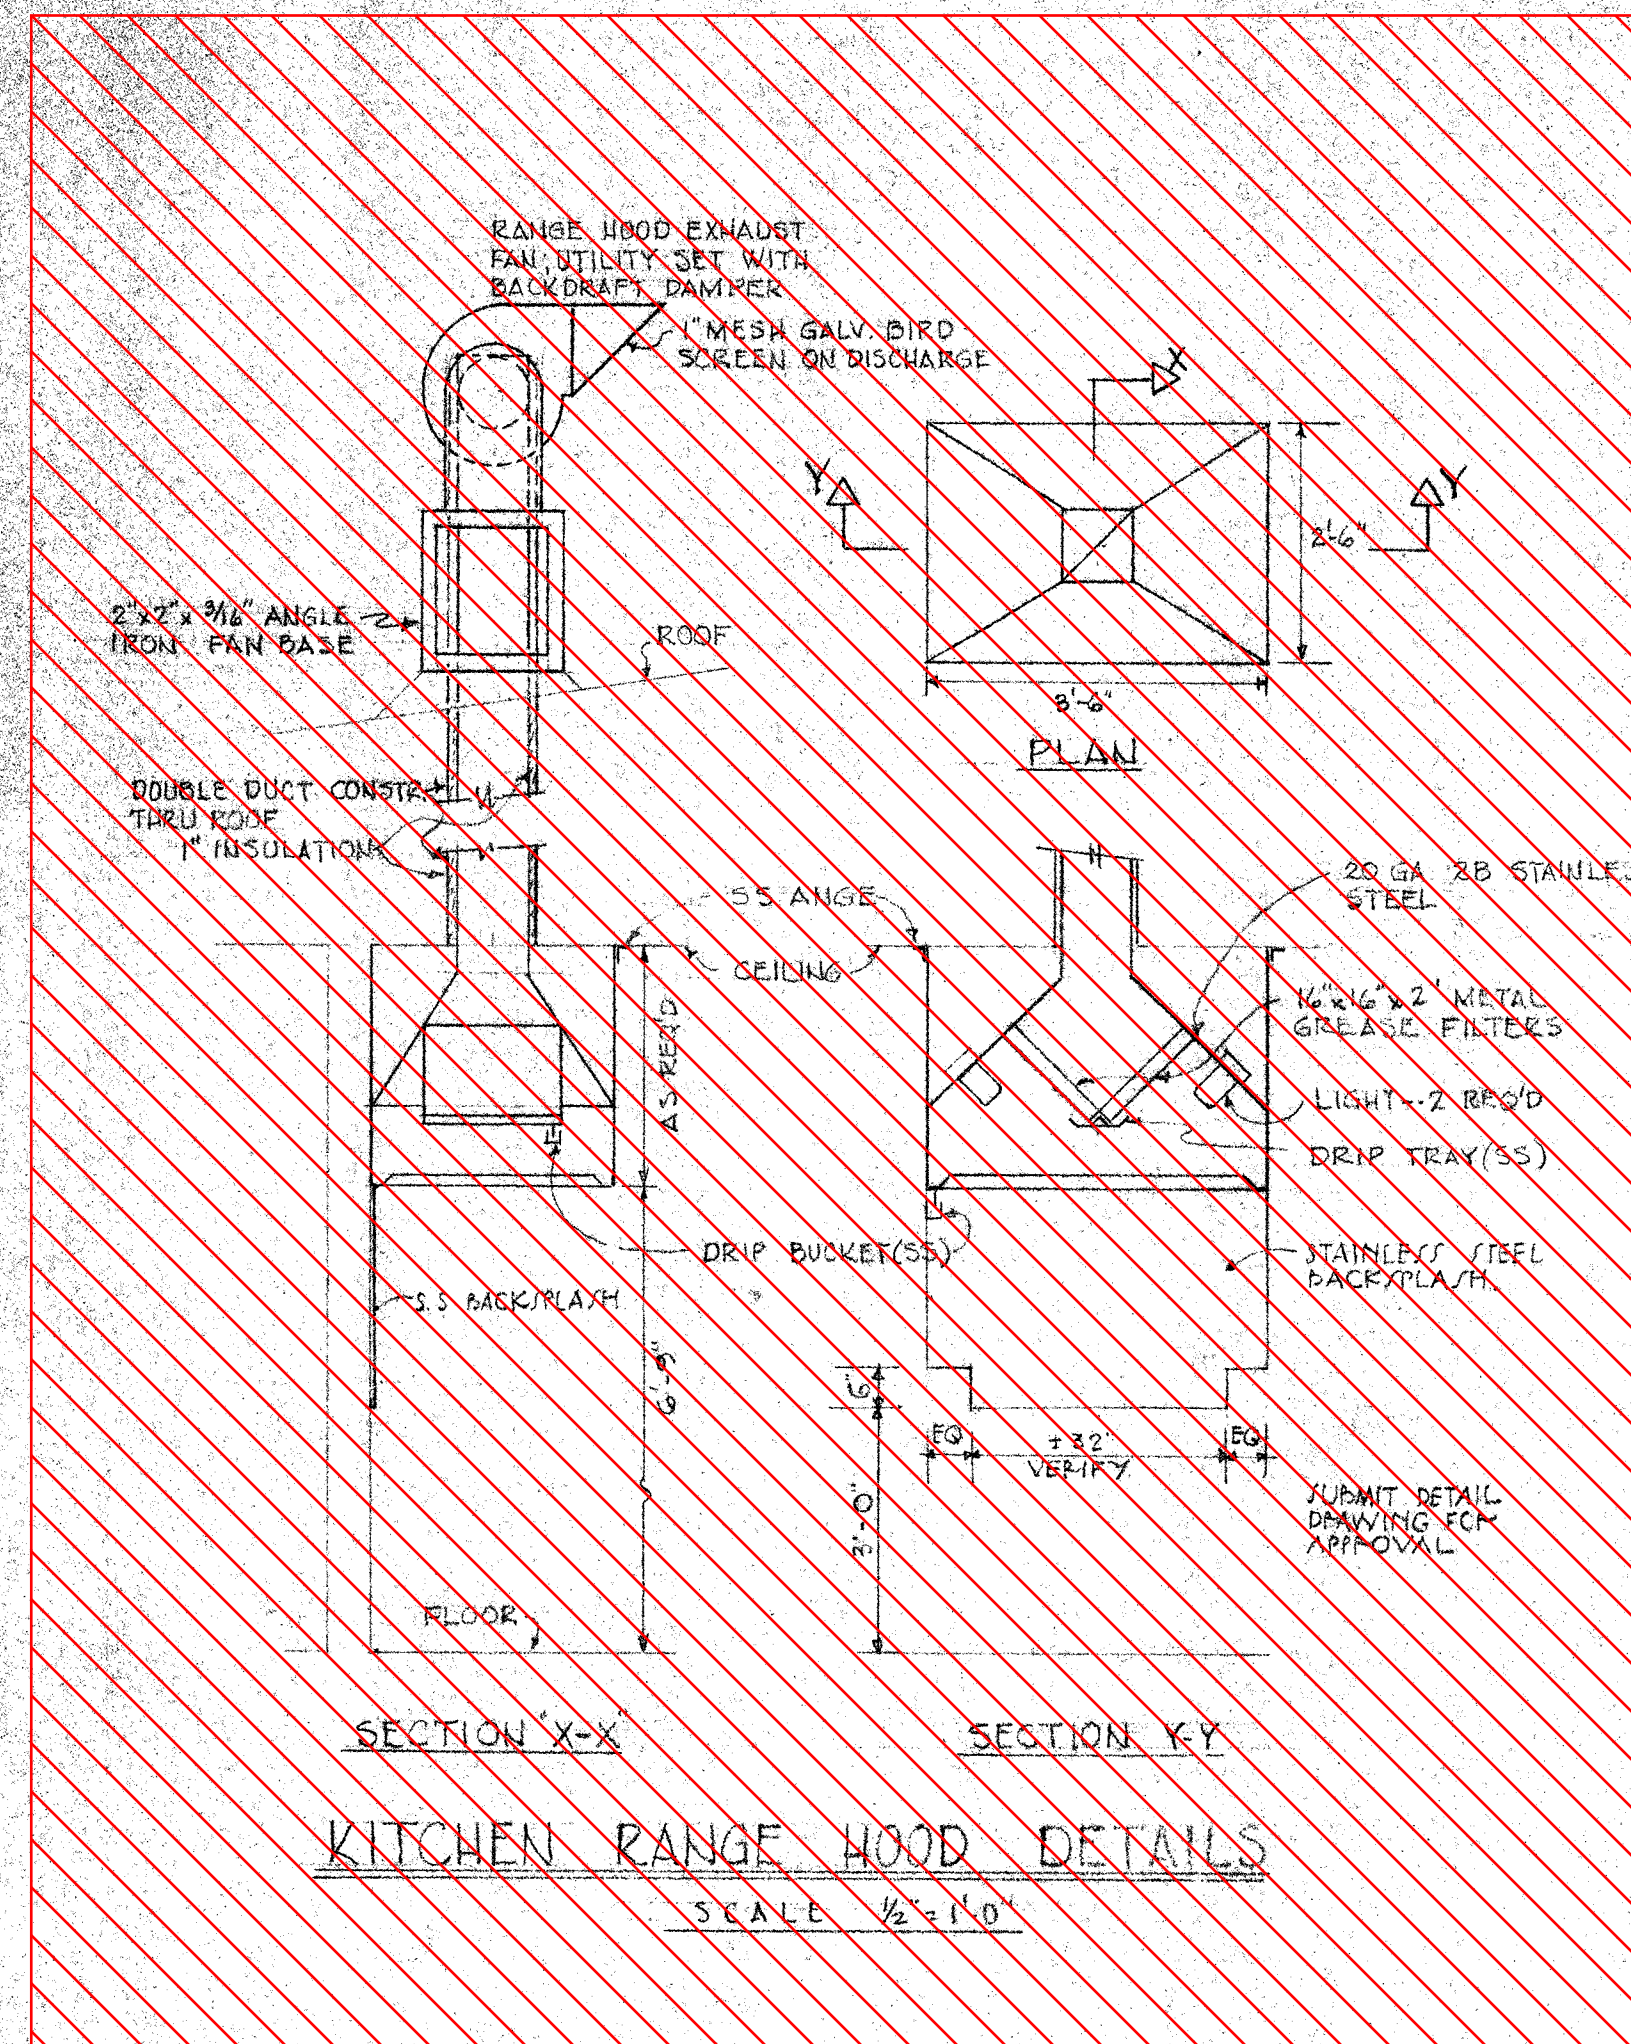 RANGE HOOD EXHAUST
FAN, UTILITY SET WITH
BACKDRAFT DAMPER
1" MESH GALV. BIRD
SCREEN ON DISCHARGE
X
Y
Y
2'-6"
3'-6"
PLAN
2"x2"x 3/16" ANGLE
IRON FAN BASE
ROOF
DOUBLE DUCT CONSTR.
THRU ROOF
1" INSULATION
20 GA 2B STAINLES
STEEL
SS ANGE
CEILING
16"x16"x2' METAL
GREASE FILTERS
AS REQ'D
LIGHT--2 REQ'D
DRIP TRAY (SS)
DRIP BUCKET (SS)
STAINLESS STEEL
BACKSPLASH
S.S BACKSPLASH
6'-9"
6
EQ
±32"
VERIFY
EQ
3'-0"
SUBMIT DETAIL
DRAWING FOR
APPROVAL
FLOOR
SECTION "X-X"
SECTION Y-Y
KITCHEN RANGE HOOD DETAILS
SCALE 1/2"=1'-0"